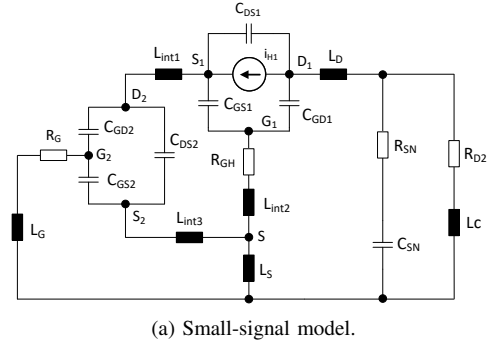 C_DS1
S_1
i_H1
D_1
L_int1
L_D
D_2
C_GS1
C_GD1
G_1
R_G
C_GD2
G_2
C_DS2
R_GH
R_SN
R_D2
C_GS2
S_2
L_int3
L_int2
S
L_G
L_S
C_SN
Lc
(a) Small-signal model.